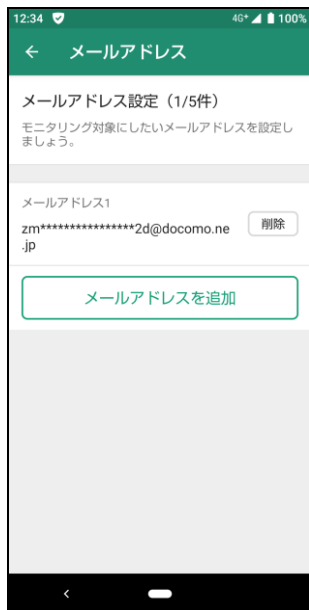 12:34 4G+ 100%
メールアドレス
メールアドレス設定（1/5件）
モニタリング対象にしたいメールアドレスを設定し
ましょう。
メールアドレス1
zm****************2d@docomo.ne
.jp
削除
メールアドレスを追加